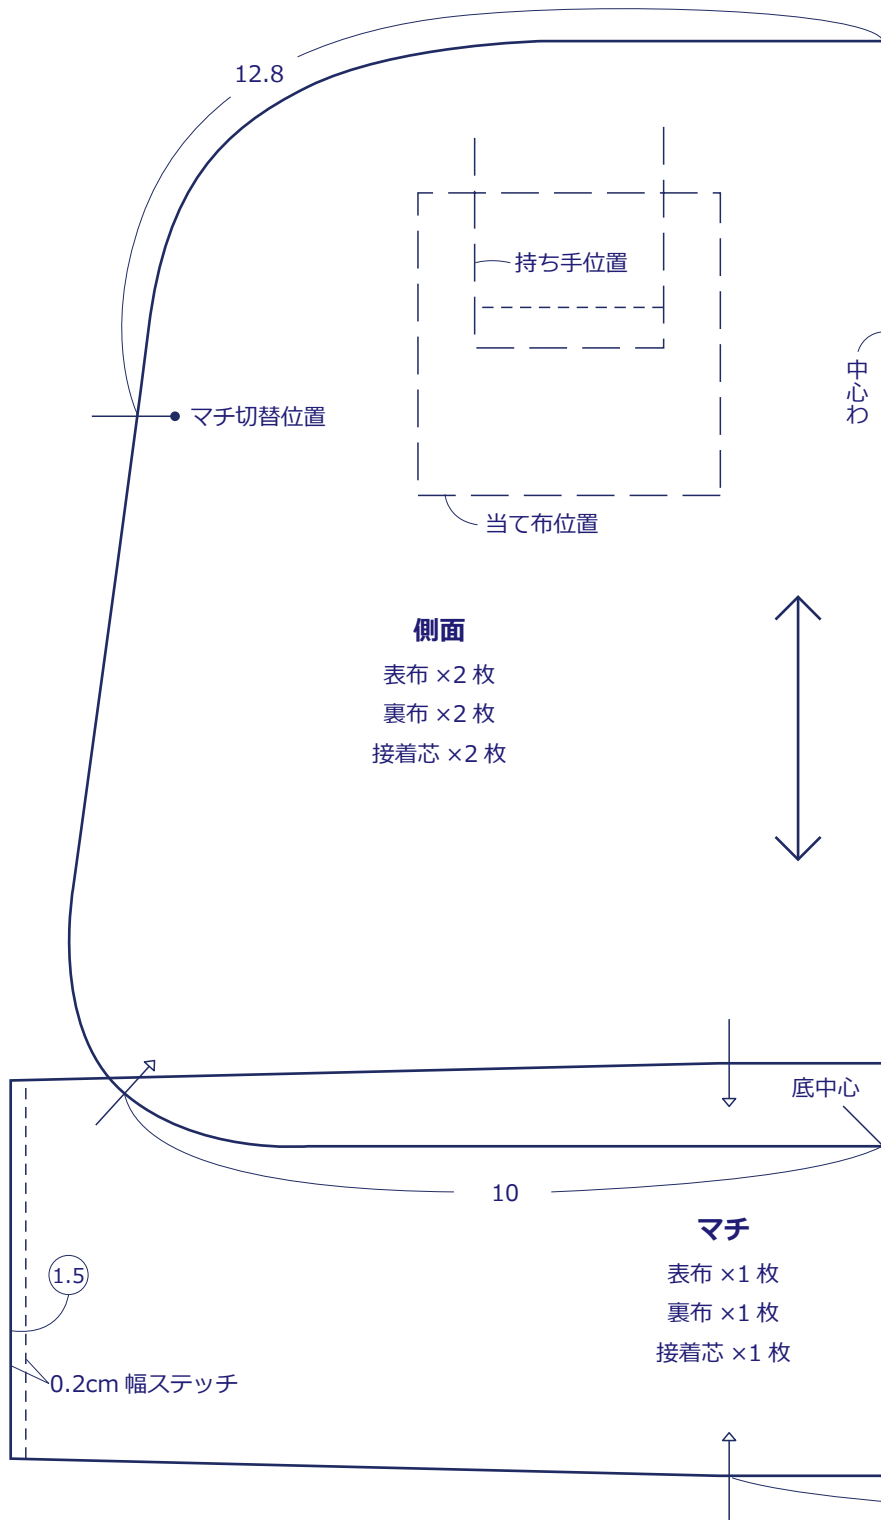 12.8
持ち手位置
中心わ
マチ切替位置
当て布位置
側面
表布 ×2 枚
裏布 ×2 枚
接着芯 ×2 枚
底中心
10
マチ
表布 ×1 枚
裏布 ×1 枚
接着芯 ×1 枚
1.5
0.2cm 幅ステッチ